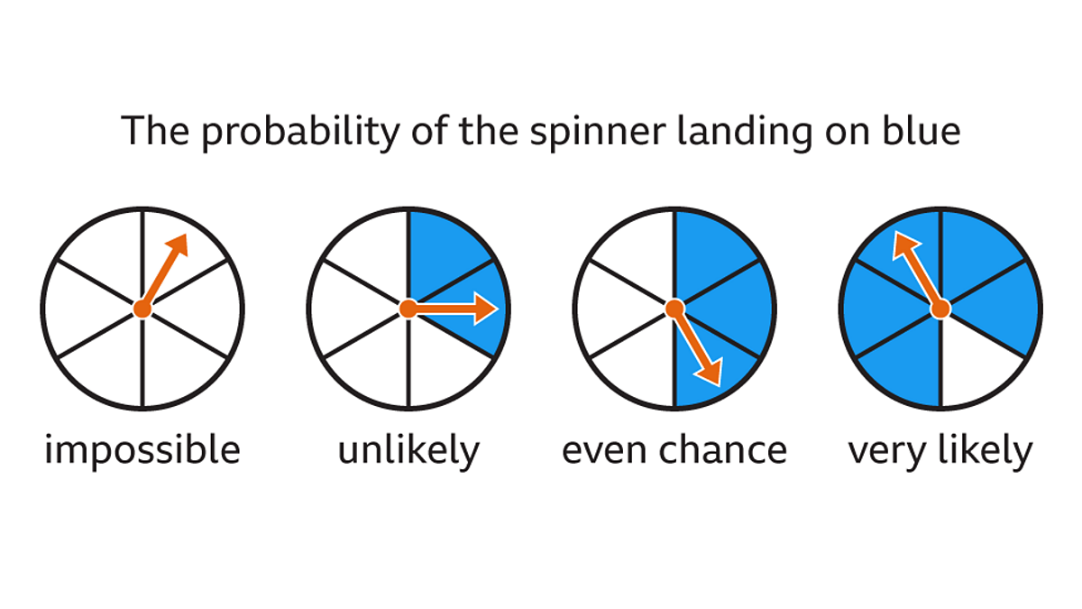 The probability of the spinner landing on blue
impossible
unlikely
even chance
very likely